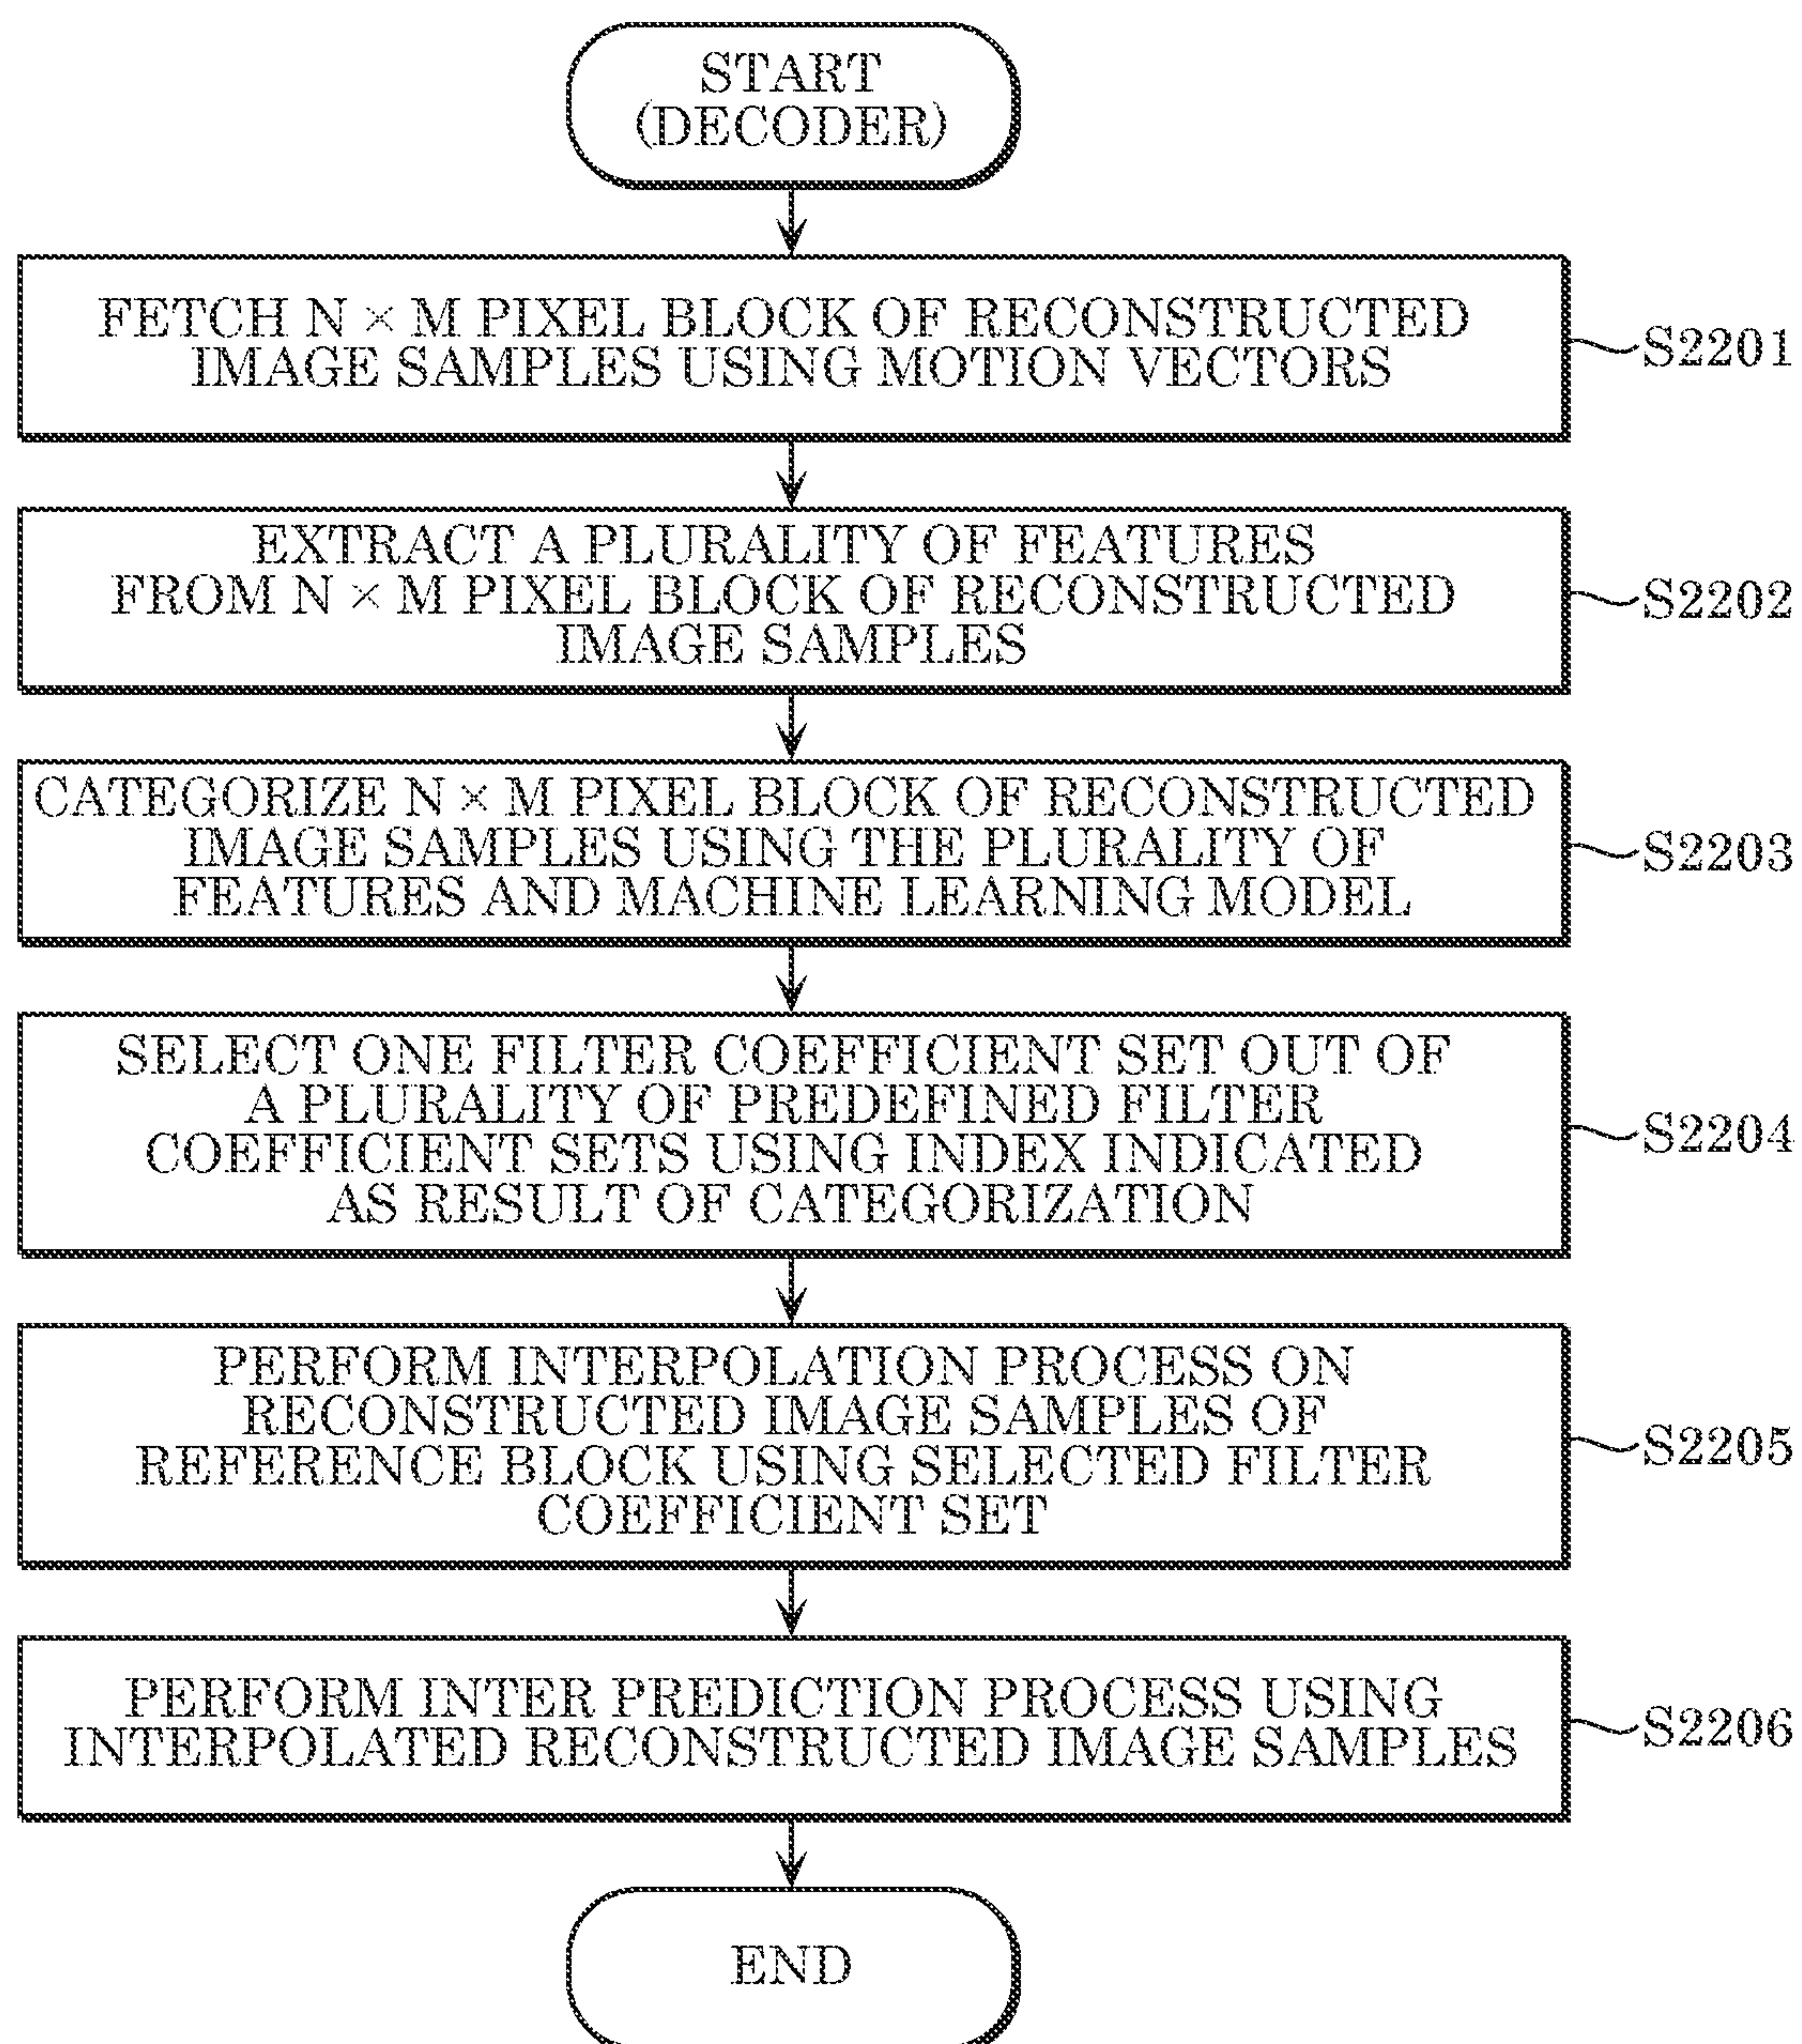 START
(DECODER)
FETCH N × M PIXEL BLOCK OF RECONSTRUCTED
IMAGE SAMPLES USING MOTION VECTORS
S2201
EXTRACT A PLURALITY OF FEATURES
FROM N × M PIXEL BLOCK OF RECONSTRUCTED
IMAGE SAMPLES
S2202
CATEGORIZE N × M PIXEL BLOCK OF RECONSTRUCTED
IMAGE SAMPLES USING THE PLURALITY OF
FEATURES AND MACHINE LEARNING MODEL
S2203
SELECT ONE FILTER COEFFICIENT SET OUT OF
A PLURALITY OF PREDEFINED FILTER
COEFFICIENT SETS USING INDEX INDICATED
AS RESULT OF CATEGORIZATION
S2204
PERFORM INTERPOLATION PROCESS ON
RECONSTRUCTED IMAGE SAMPLES OF
REFERENCE BLOCK USING SELECTED FILTER
COEFFICIENT SET
S2205
PERFORM INTER PREDICTION PROCESS USING
INTERPOLATED RECONSTRUCTED IMAGE SAMPLES
S2206
END